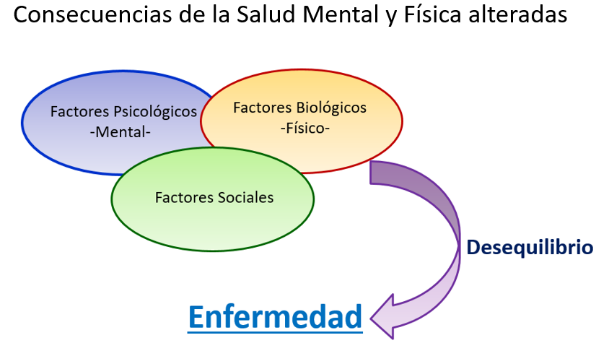 Consecuencias de la Salud Mental y Física alteradas
Factores Psicológicos
-Mental-
Factores Biológicos
-Físico-
Factores Sociales
Desequilibrio
Enfermedad